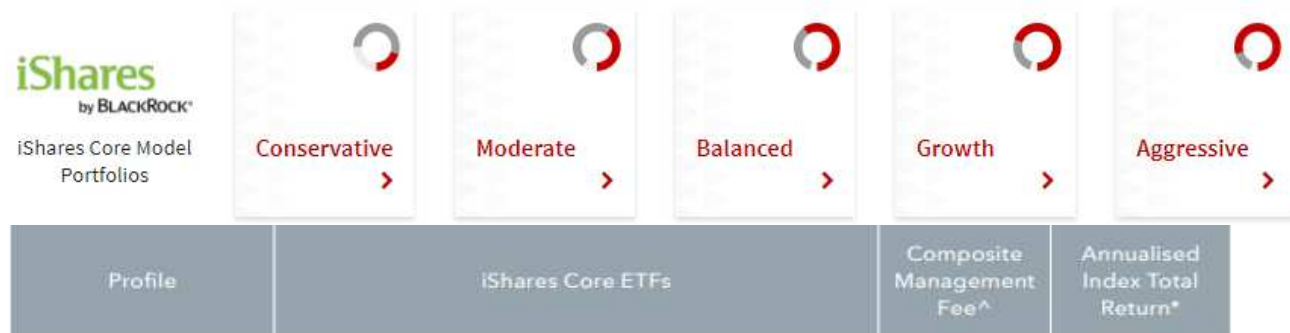 iShares
by BLACKROCK®
iShares Core Model
Portfolios
Conservative
Moderate
Balanced
Growth
Aggressive
Profile
iShares Core ETFs
Composite
Management
Fee^
Annualised
Index Total
Return*